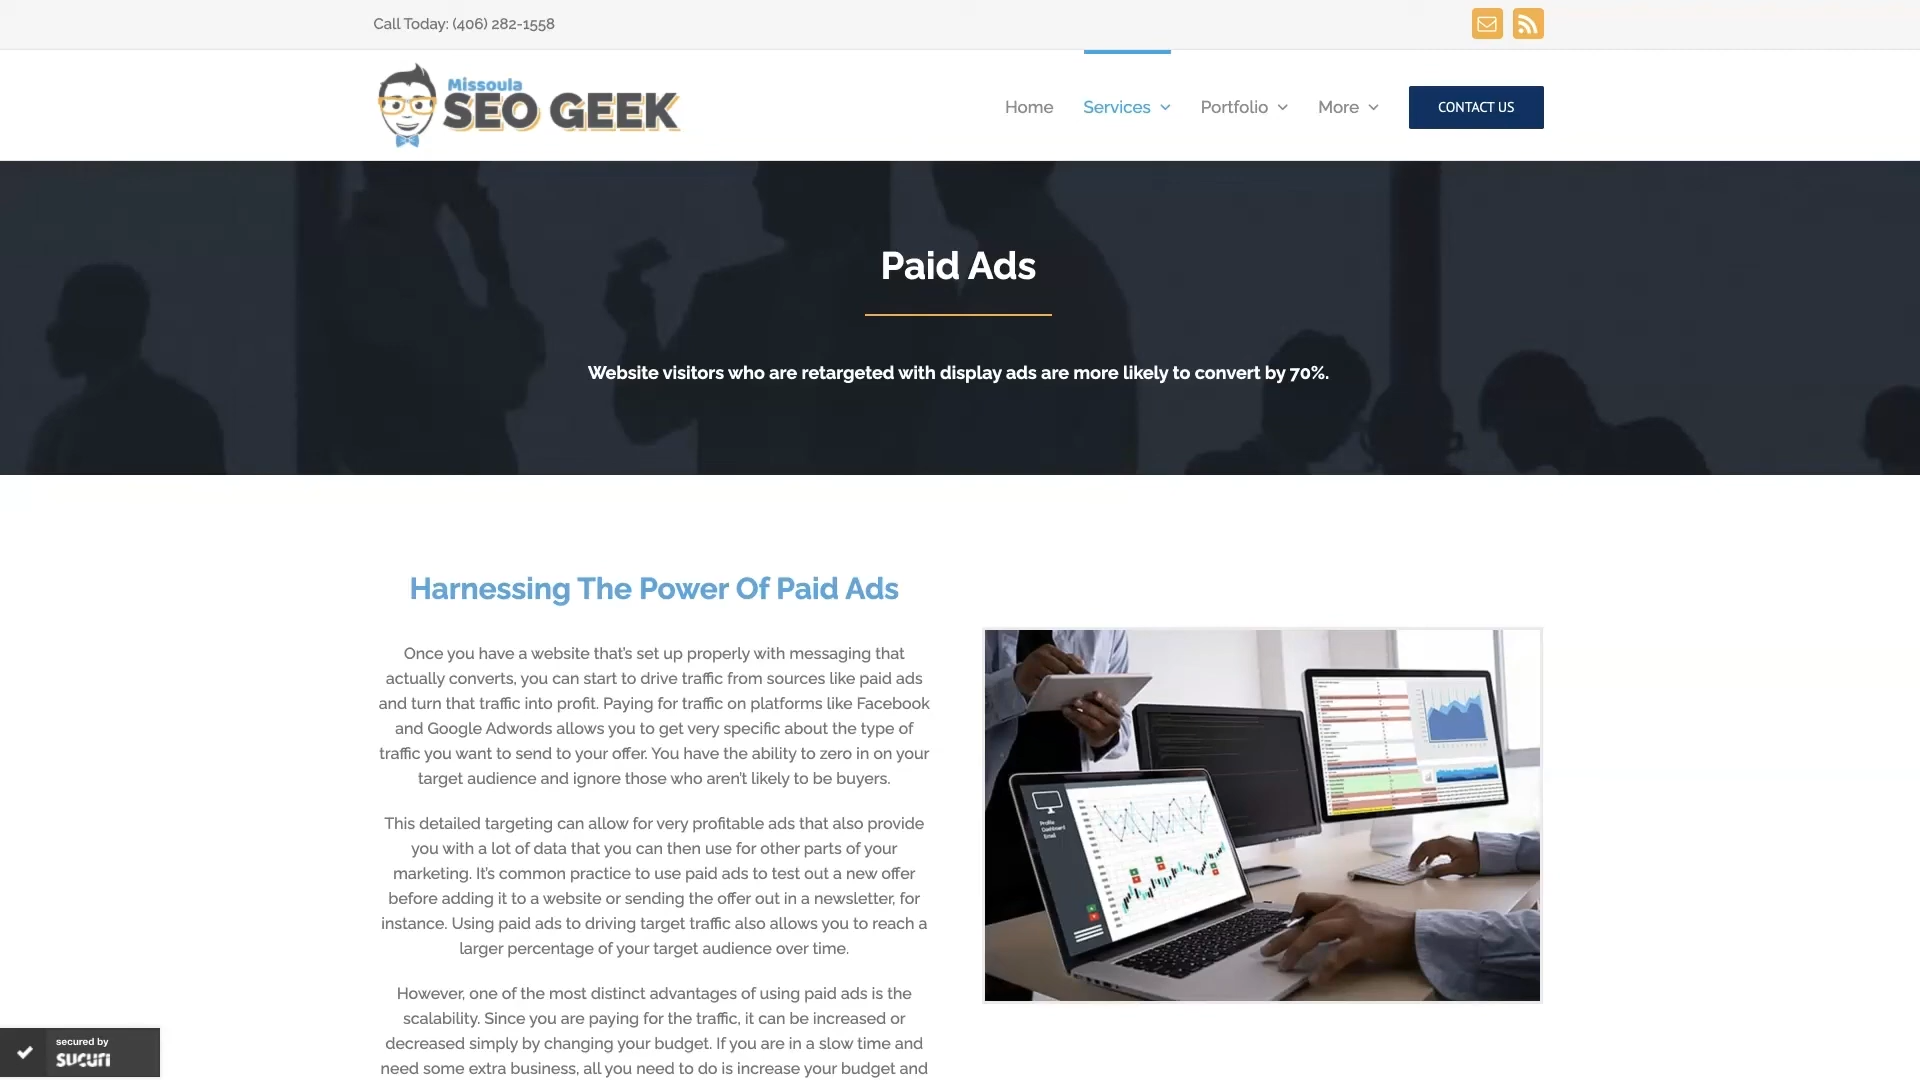 Call Today: (406) 282-1558
Missoula
SEO GEEK
Home
Services
Portfolio
More
CONTACT US
Paid Ads
Website visitors who are retargeted with display ads are more likely to convert by 70%.
Harnessing The Power Of Paid Ads
Once you have a website that's set up properly with messaging that
actually converts, you can start to drive traffic from sources like paid ads
and turn that traffic into profit. Paying for traffic on platforms like Facebook
and Google Adwords allows you to get very specific about the type of
traffic you want to send to your offer. You have the ability to zero in on your
target audience and ignore those who aren't likely to be buyers.
This detailed targeting can allow for very profitable ads that also provide
you with a lot of data that you can then use for other parts of your
marketing. It's common practice to use paid ads to test out a new offer
before adding it to a website or sending the offer out in a newsletter, for
instance. Using paid ads to driving target traffic also allows you to reach a
larger percentage of your target audience over time.
However, one of the most distinct advantages of using paid ads is the
scalability. Since you are paying for the traffic, it can be increased or
decreased simply by changing your budget. If you are in a slow time and
need some extra business, all you need to do is increase your budget and
Profile
Dashboard
Email
secured by
sucuri